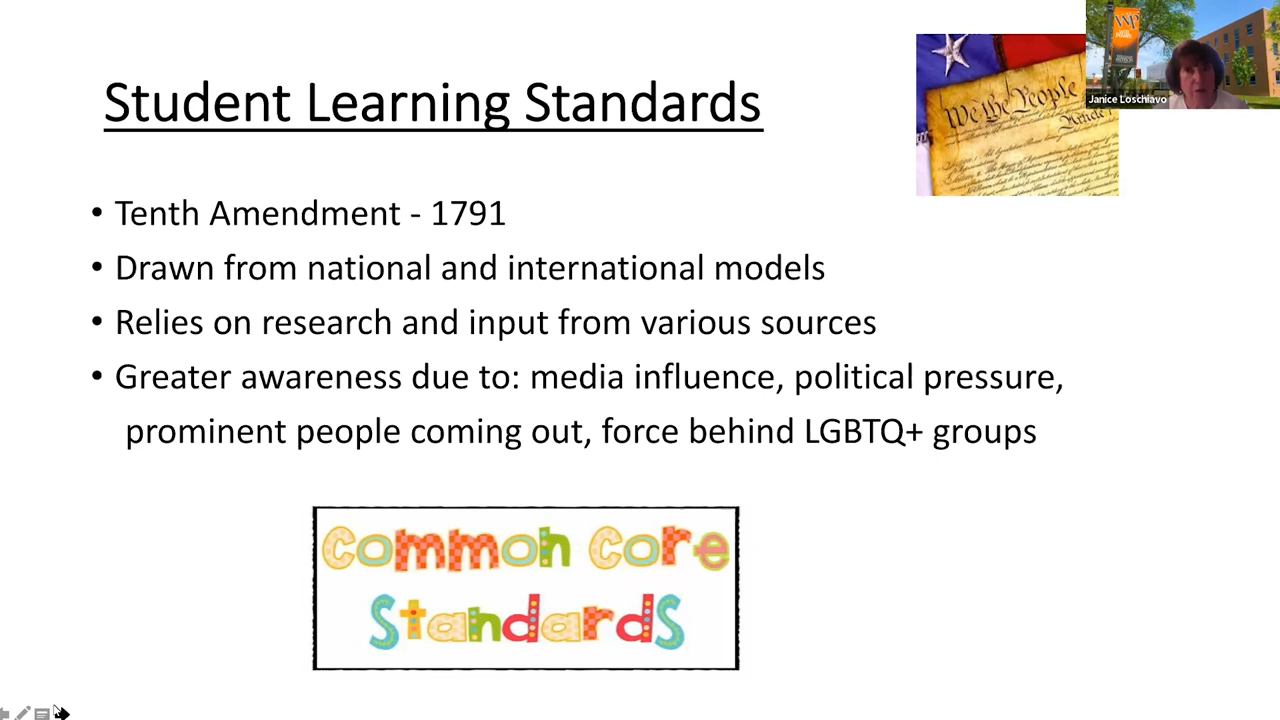 Student Learning Standards
We the People
Article
WP
Janice Loschiavo
• Tenth Amendment - 1791
• Drawn from national and international models
• Relies on research and input from various sources
• Greater awareness due to: media influence, political pressure,
prominent people coming out, force behind LGBTQ+ groups
Common Core
Standards